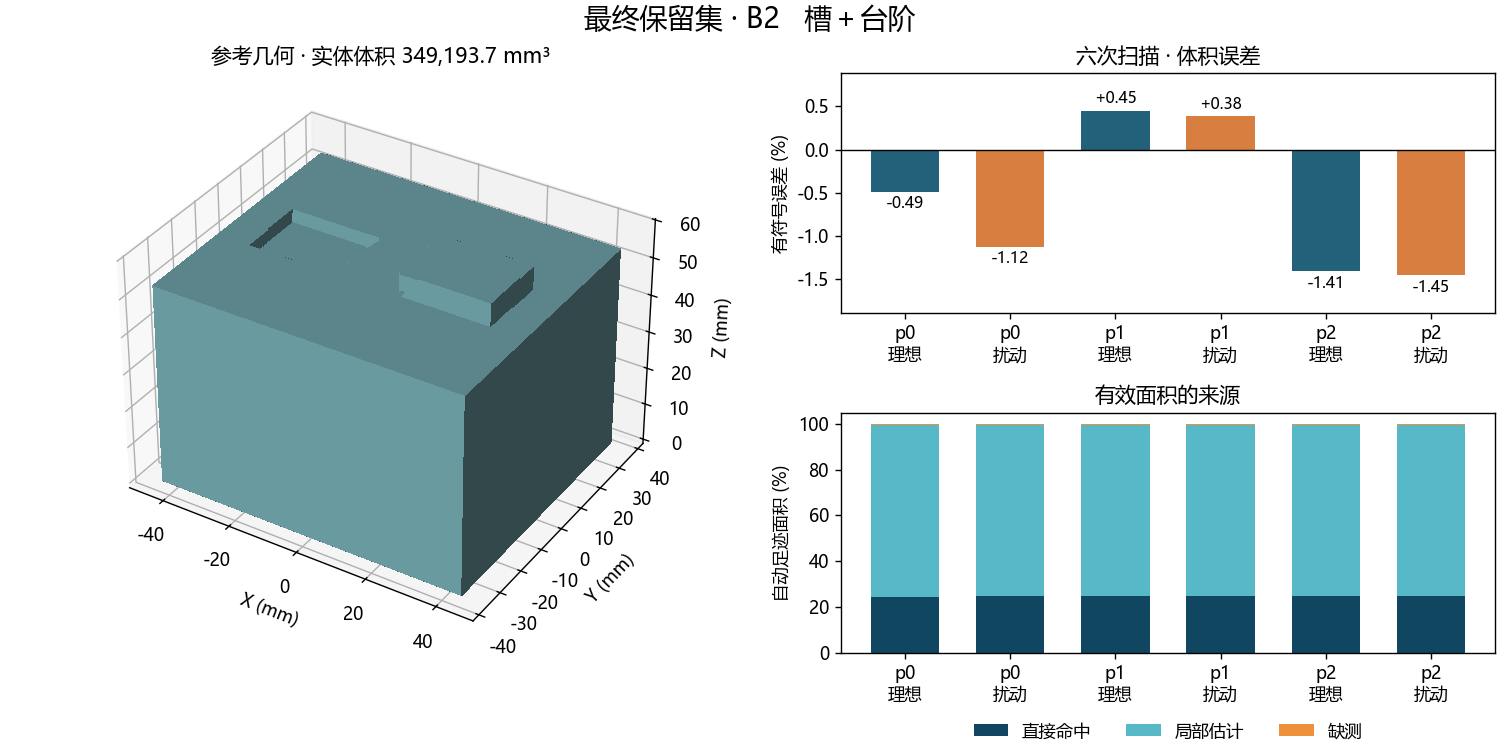 最终保留集 · B2 槽 + 台阶
参考几何 · 实体体积 349,193.7 mm³
60
50
40
30
20
10
0
Z (mm)
-40
-20
0
20
40
X (mm)
40
30
20
10
0
-10
-20
-30
-40
Y (mm)
六次扫描 · 体积误差
有符号误差 (%)
0.5
0.0
-0.5
-1.0
-1.5
-0.49
-1.12
+0.45
+0.38
-1.41
-1.45
p0 p0 p1 p1 p2 p2
理想 扰动 理想 扰动 理想 扰动
有效面积的来源
自动足迹面积 (%)
100
80
60
40
20
0
p0 p0 p1 p1 p2 p2
理想 扰动 理想 扰动 理想 扰动
直接命中 局部估计 缺测